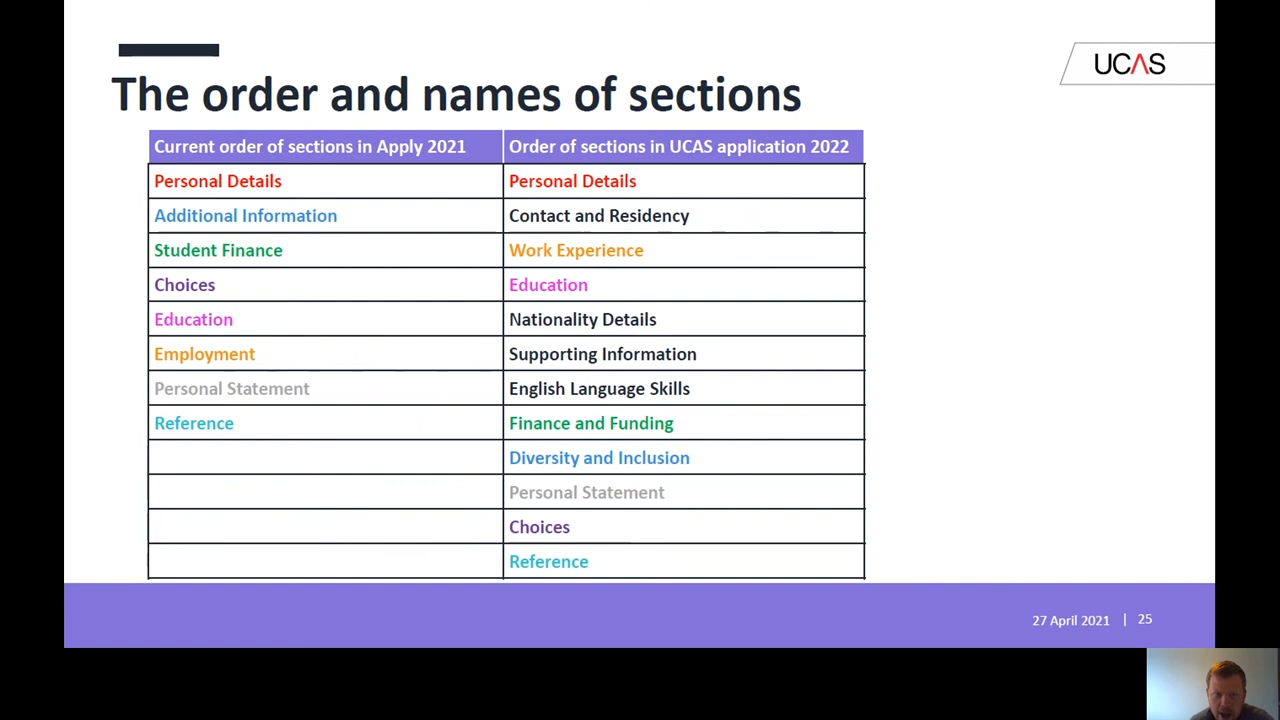 UCAS
The order and names of sections
Current order of sections in Apply 2021 Order of sections in UCAS application 2022
Personal Details Personal Details
Additional Information Contact and Residency
Student Finance Work Experience
Choices Education
Education Nationality Details
Employment Supporting Information
Personal Statement English Language Skills
Reference Finance and Funding
Diversity and Inclusion
Personal Statement
Choices
Reference
27 April 2021 | 25